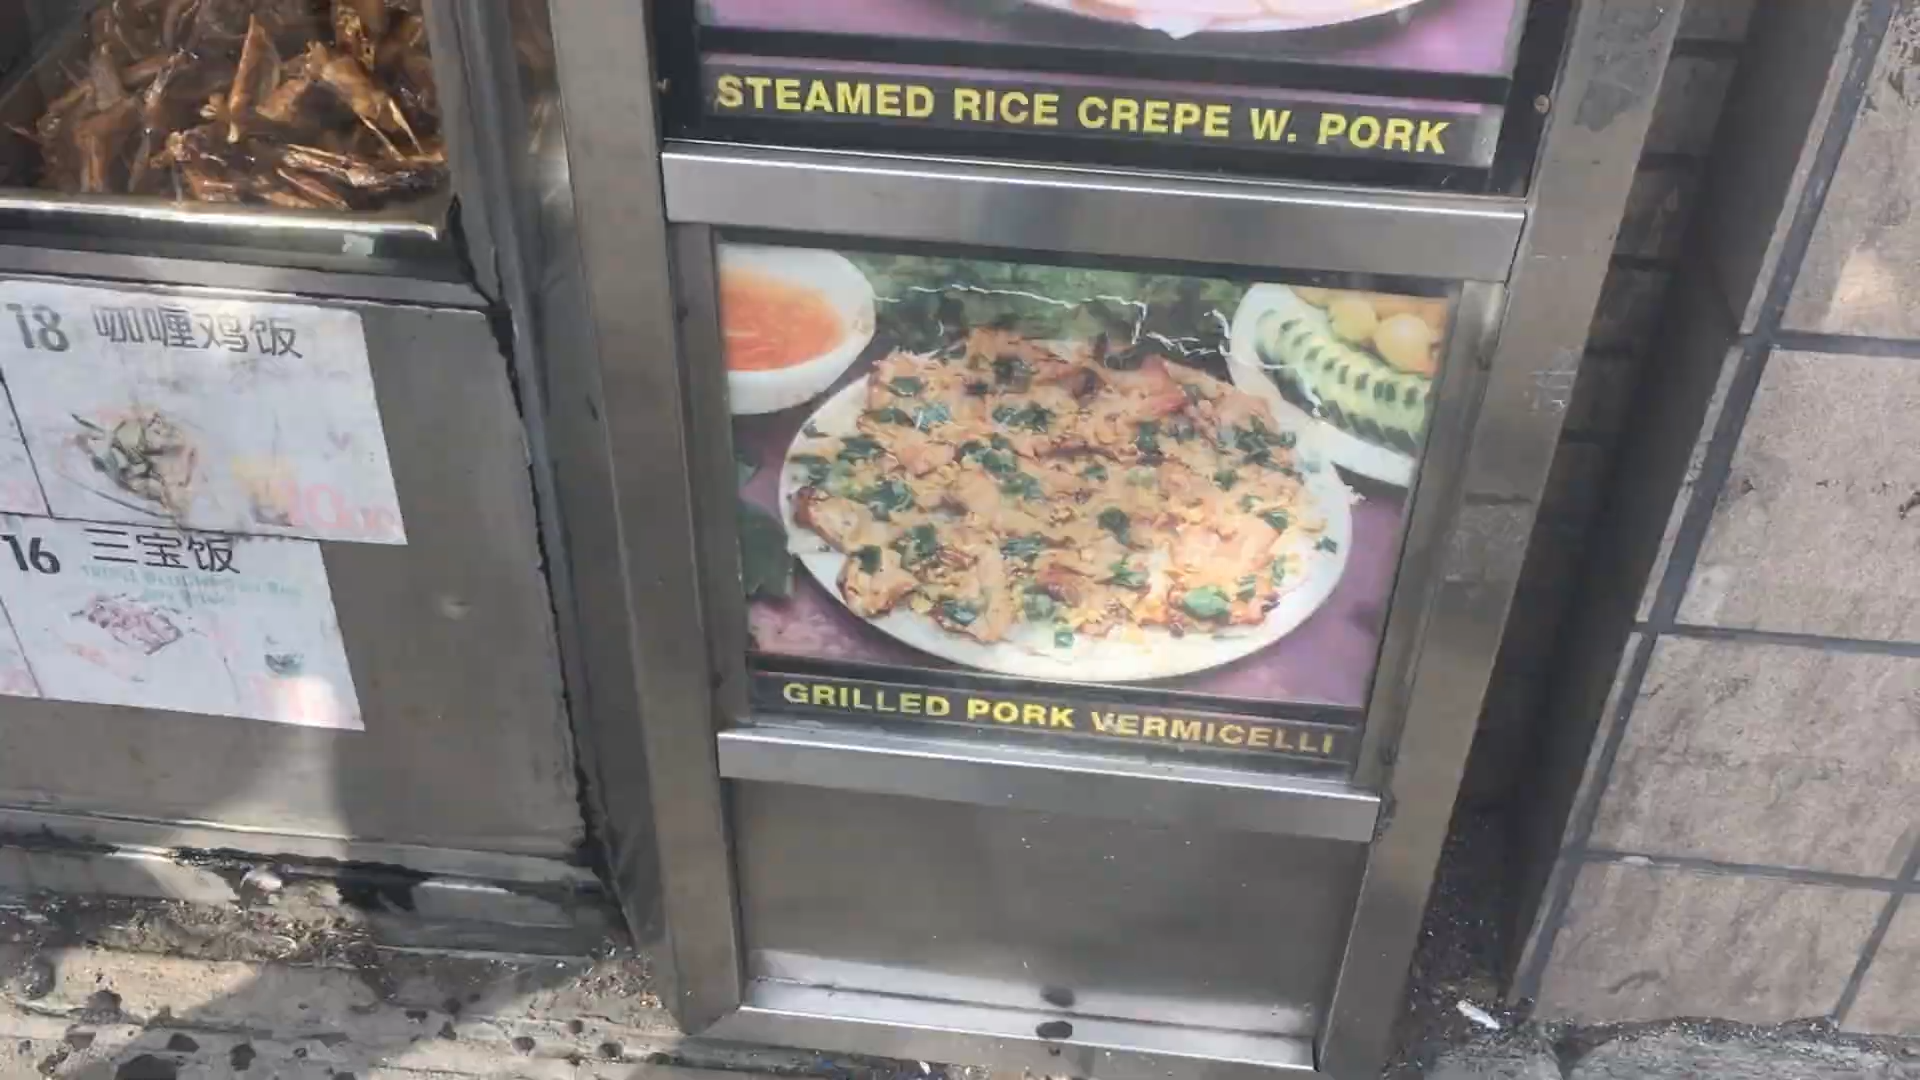 STEAMED RICE CREPE W. PORK
18 咖喱鸡饭
16 三宝饭
GRILLED PORK VERMICELLI